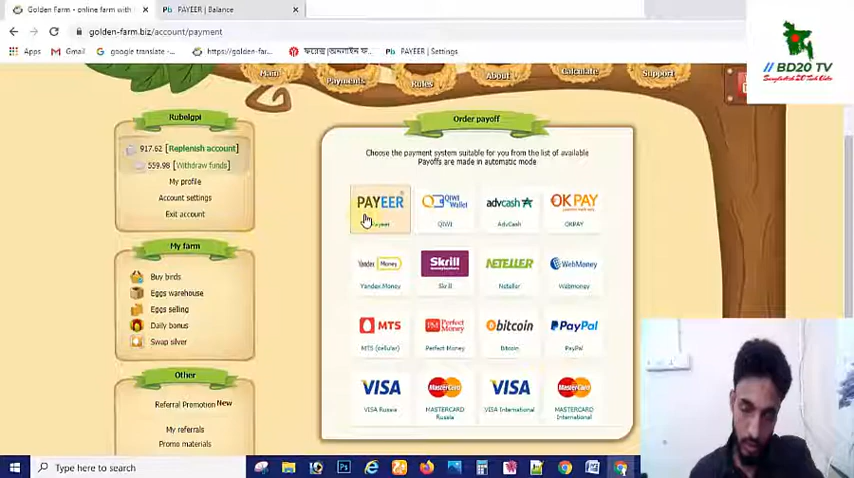 Golden Farm - online farm with
PAYEER | Balance
golden-farm.biz/account/payment
Apps
Gmail
google translate -...
https://golden-far...
PAYEER | Settings
// BD20 TV
Main
Payments
Rules
About
Calculate
Support
Rubelgpi
917.62 [Replenish account]
559.98 [Withdraw funds]
My profile
Account settings
Exit account
My farm
Buy birds
Eggs warehouse
Eggs selling
Daily bonus
Swap silver
Other
Referral Promotion New
My referrals
Promo materials
Order payoff
Choose the payment system suitable for you from the list of available
Payoffs are made in automatic mode
PAYEER
QIWI Wallet
advcash
OKPAY
Payeer
QIWI
AdvCash
OKPAY
Yandex Money
Skrill
NETELLER
WebMoney
Yandex.Money
Skrill
Neteller
Webmoney
MTS
Perfect Money
bitcoin
PayPal
MTS (cellular)
Perfect Money
Bitcoin
PayPal
VISA
MasterCard
VISA
MasterCard
VISA Russia
MASTERCARD Russia
VISA International
MASTERCARD International
Type here to search